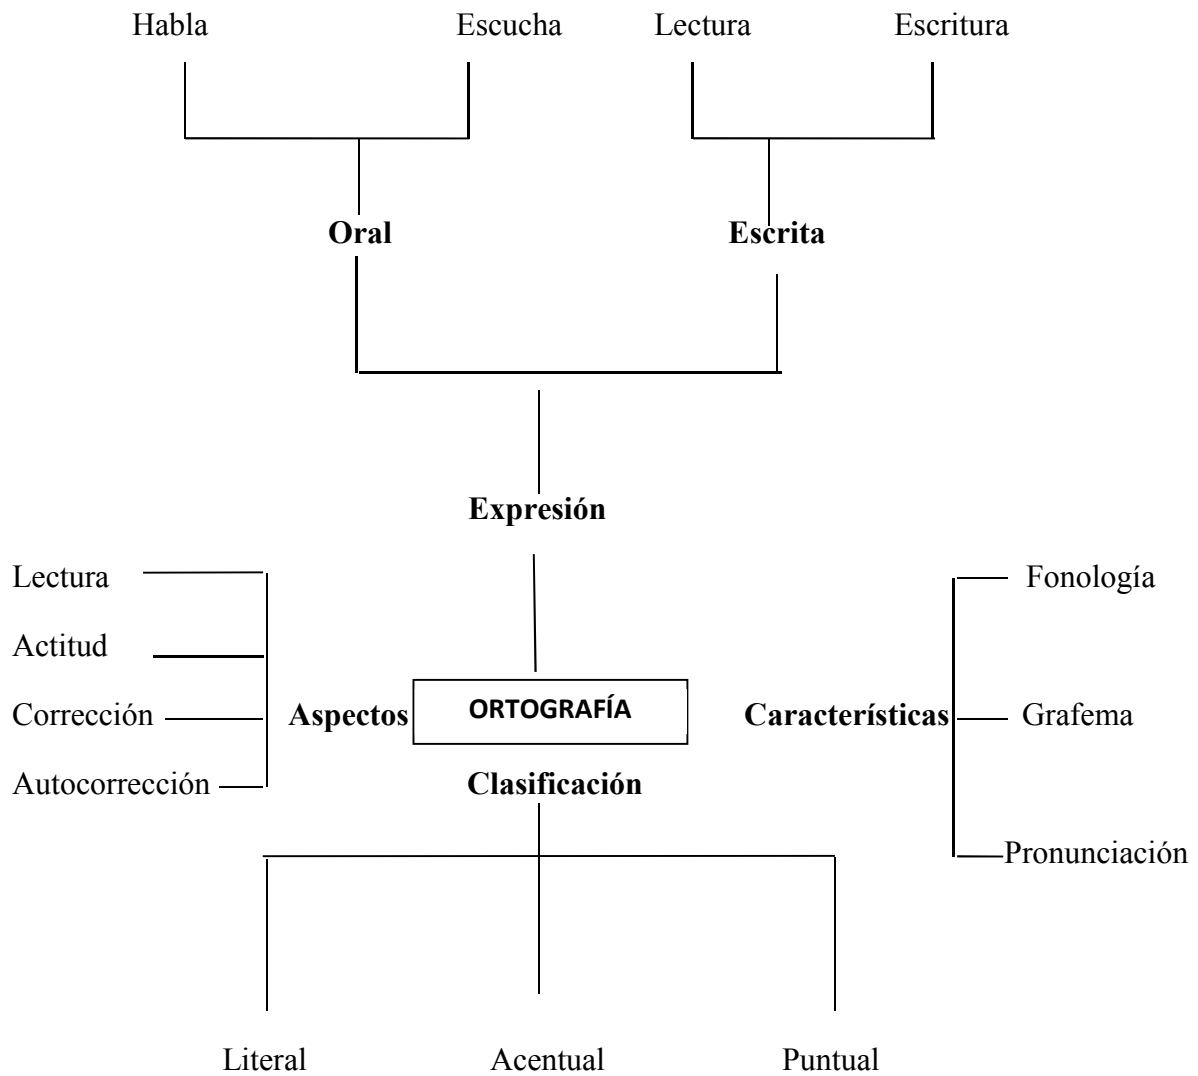 Habla Escucha Lectura Escritura
Oral Escrita
Expresión
Lectura Fonología
Actitud
Corrección Aspectos ORTOGRAFÍA Características Grafema
Autocorrección Clasificación
Pronunciación
Literal Acentual Puntual